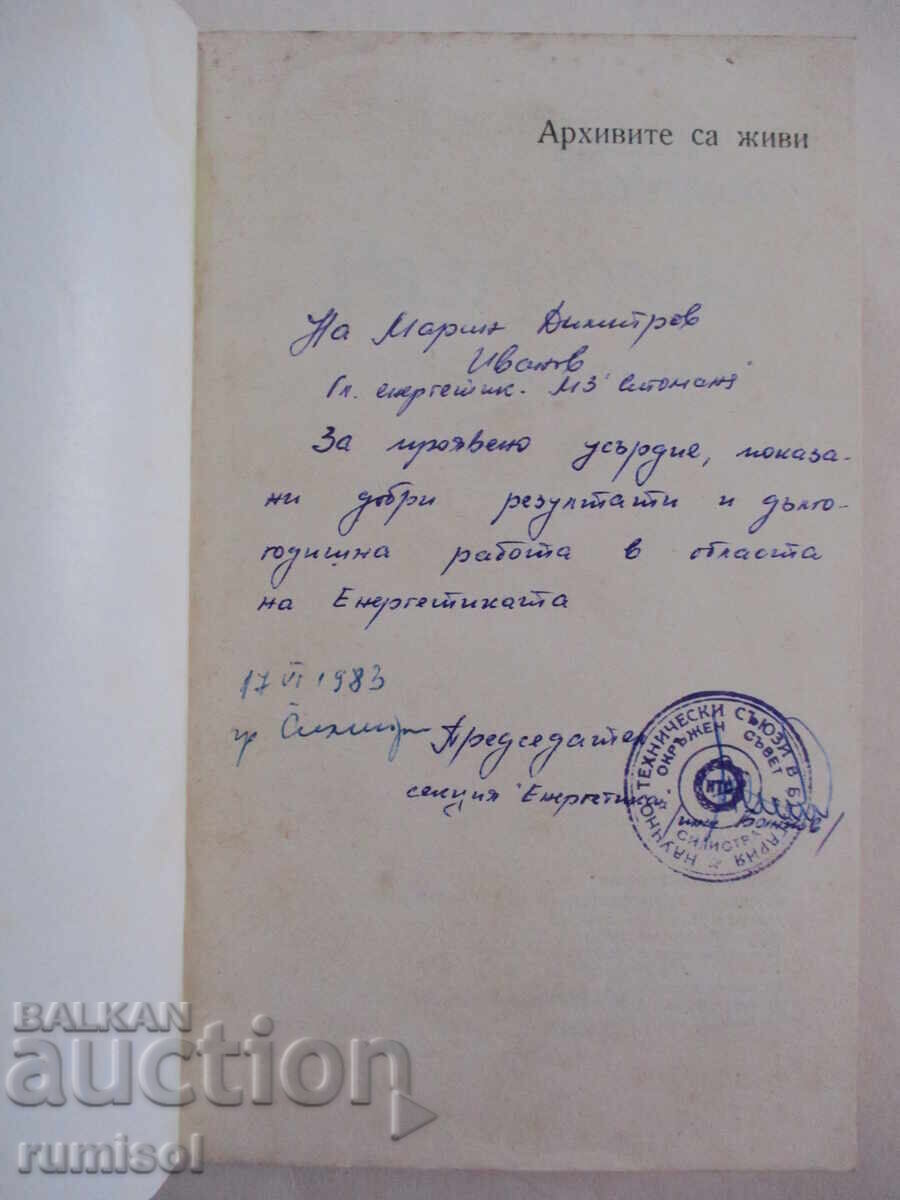 Архивите са живи
На Марин Димитров
Иванов
Гл. енергетик. МЗ "Стомана"
За проявено усърдие, показа-
ни добри резултати и дълго-
годишна работа в областа
на Енергетиката
17 VI 1983
гр
Председател
секция "Енергетика"
инж
НАУЧНО-ТЕХНИЧЕСКИ СЪЮЗИ В БЪЛГАРИЯ
ОКРЪЖЕН СЪВЕТ
НТС
СИЛИСТРА
BALKAN
auction
rumisol